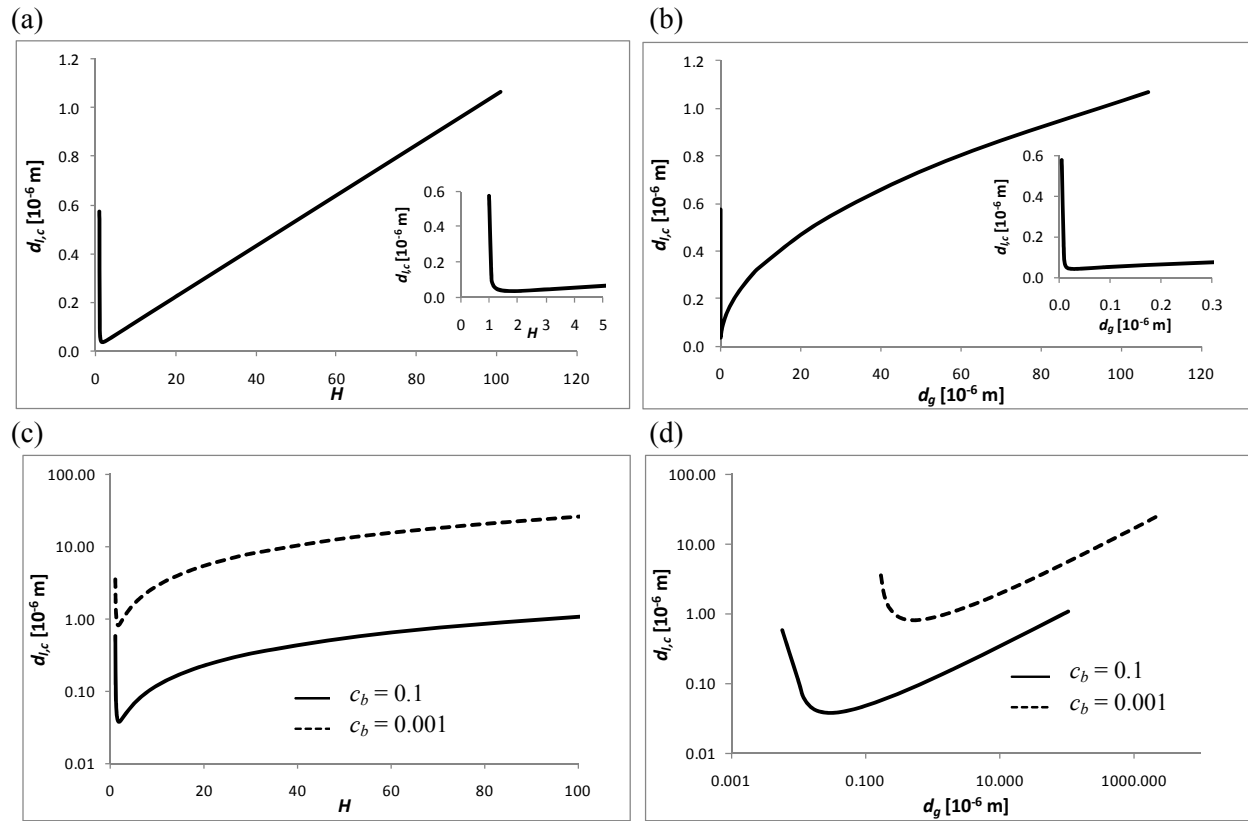 (a)
1.2
1.0
0.8
0.6
0.4
0.2
0.0
0 20 40 60 80 100 120
d_{l,c} [10^{-6} m]
H
0.6
0.4
0.2
0.0
0 1 2 3 4 5
d_{l,c} [10^{-6} m]
H
(b)
1.2
1.0
0.8
0.6
0.4
0.2
0.0
0 20 40 60 80 100 120
d_{l,c} [10^{-6} m]
d_g [10^{-6} m]
0.6
0.4
0.2
0.0
0.0 0.1 0.2 0.3
d_{l,c} [10^{-6} m]
d_g [10^{-6} m]
(c)
100.00
10.00
1.00
0.10
0.01
0 20 40 60 80 100
d_{l,c} [10^{-6} m]
H
c_b = 0.1
c_b = 0.001
(d)
100.00
10.00
1.00
0.10
0.01
0.001 0.100 10.000 1000.000
d_{l,c} [10^{-6} m]
d_g [10^{-6} m]
c_b = 0.1
c_b = 0.001